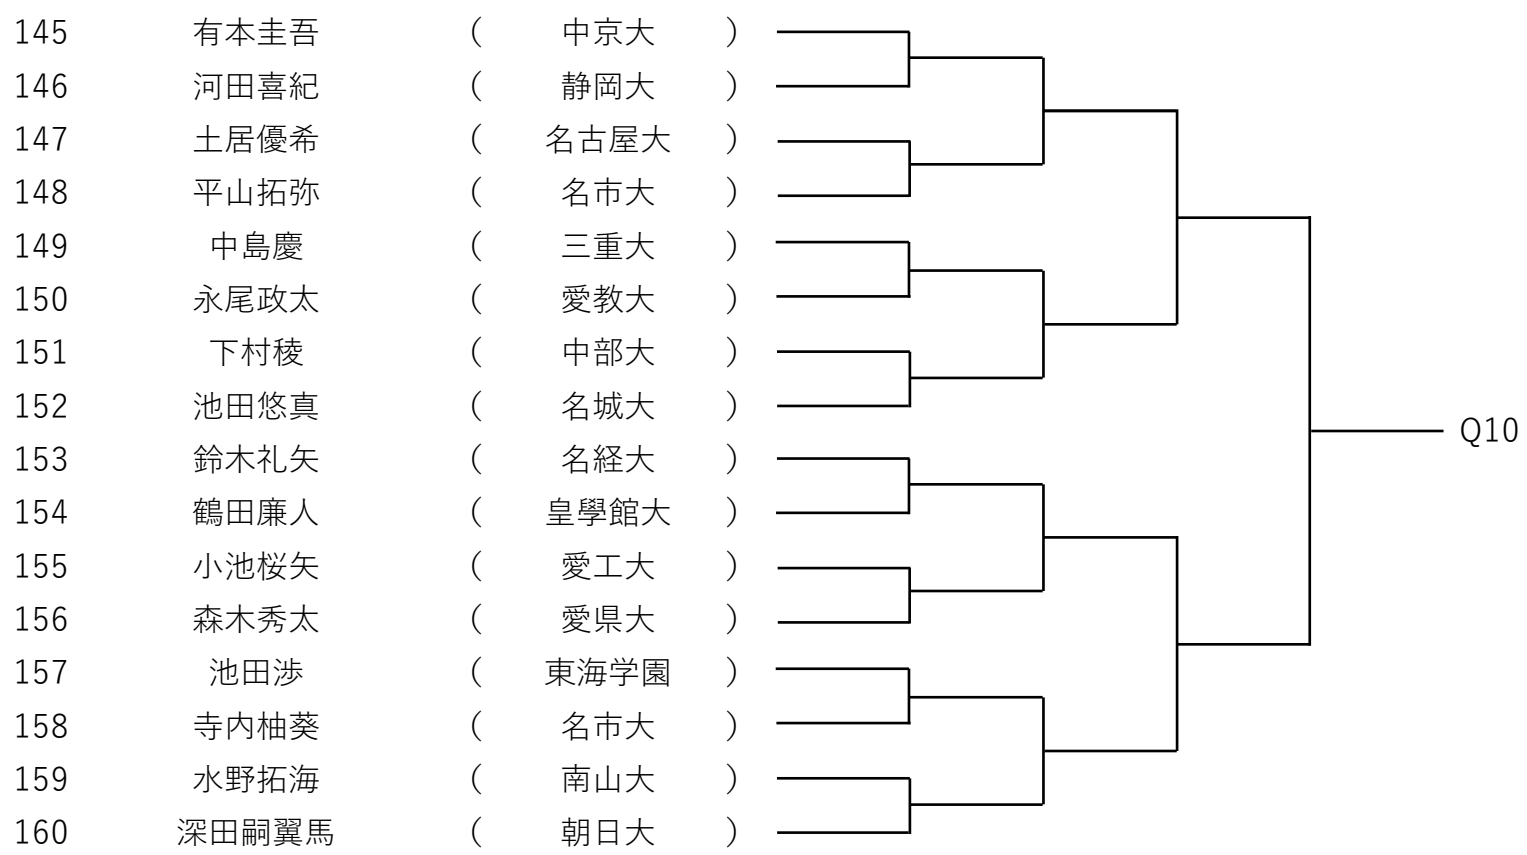 145 有本圭吾 ( 中京大 )
146 河田喜紀 ( 静岡大 )
147 土居優希 ( 名古屋大 )
148 平山拓弥 ( 名市大 )
149 中島慶 ( 三重大 )
150 永尾政太 ( 愛教大 )
151 下村稜 ( 中部大 )
152 池田悠真 ( 名城大 )
153 鈴木礼矢 ( 名経大 )
Q10
154 鶴田廉人 ( 皇學館大 )
155 小池桜矢 ( 愛工大 )
156 森木秀太 ( 愛県大 )
157 池田渉 ( 東海学園 )
158 寺内柚葵 ( 名市大 )
159 水野拓海 ( 南山大 )
160 深田嗣翼馬 ( 朝日大 )